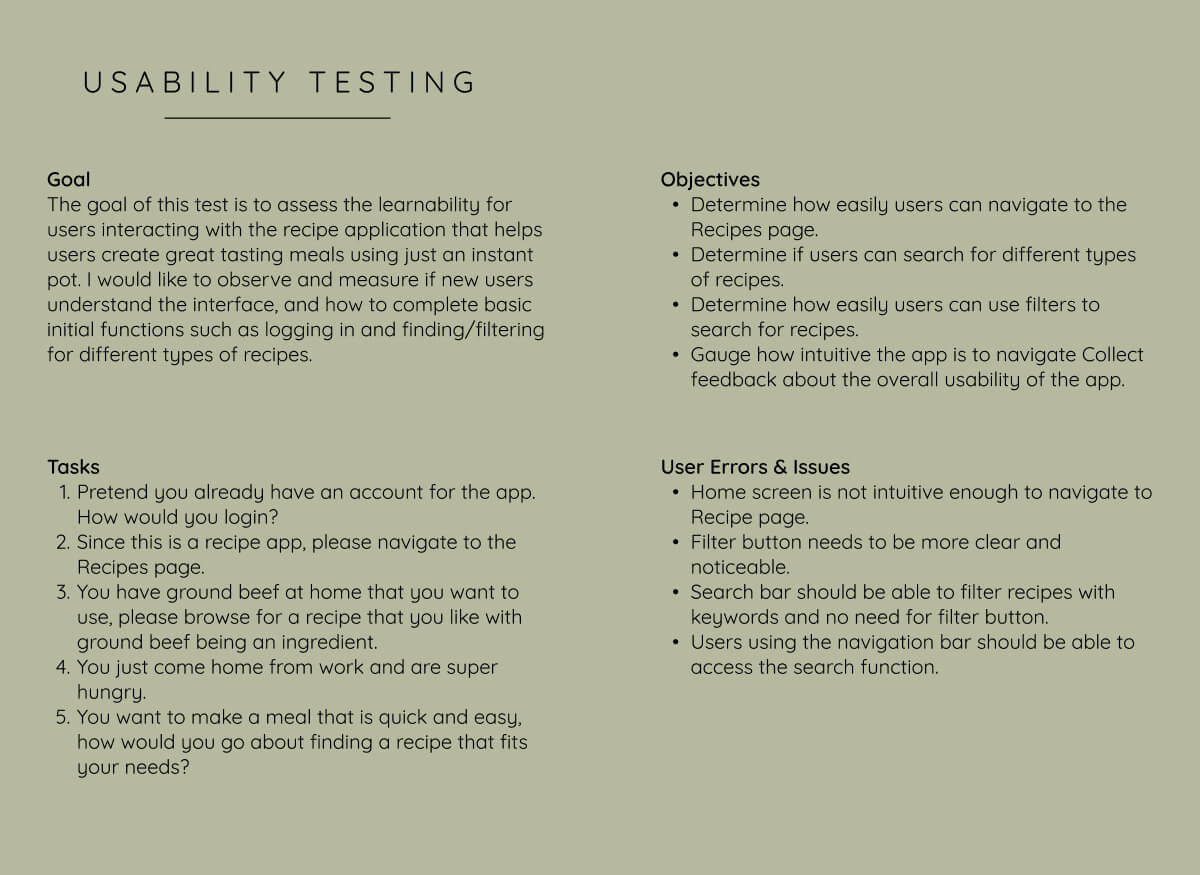 USABILITY TESTING
Goal
The goal of this test is to assess the learnability for
users interacting with the recipe application that helps
users create great tasting meals using just an instant
pot. I would like to observe and measure if new users
understand the interface, and how to complete basic
initial functions such as logging in and finding/filtering
for different types of recipes.
Objectives
• Determine how easily users can navigate to the
Recipes page.
• Determine if users can search for different types
of recipes.
• Determine how easily users can use filters to
search for recipes.
• Gauge how intuitive the app is to navigate Collect
feedback about the overall usability of the app.
Tasks
1. Pretend you already have an account for the app.
How would you login?
2. Since this is a recipe app, please navigate to the
Recipes page.
3. You have ground beef at home that you want to
use, please browse for a recipe that you like with
ground beef being an ingredient.
4. You just come home from work and are super
hungry.
5. You want to make a meal that is quick and easy,
how would you go about finding a recipe that fits
your needs?
User Errors & Issues
• Home screen is not intuitive enough to navigate to
Recipe page.
• Filter button needs to be more clear and
noticeable.
• Search bar should be able to filter recipes with
keywords and no need for filter button.
• Users using the navigation bar should be able to
access the search function.